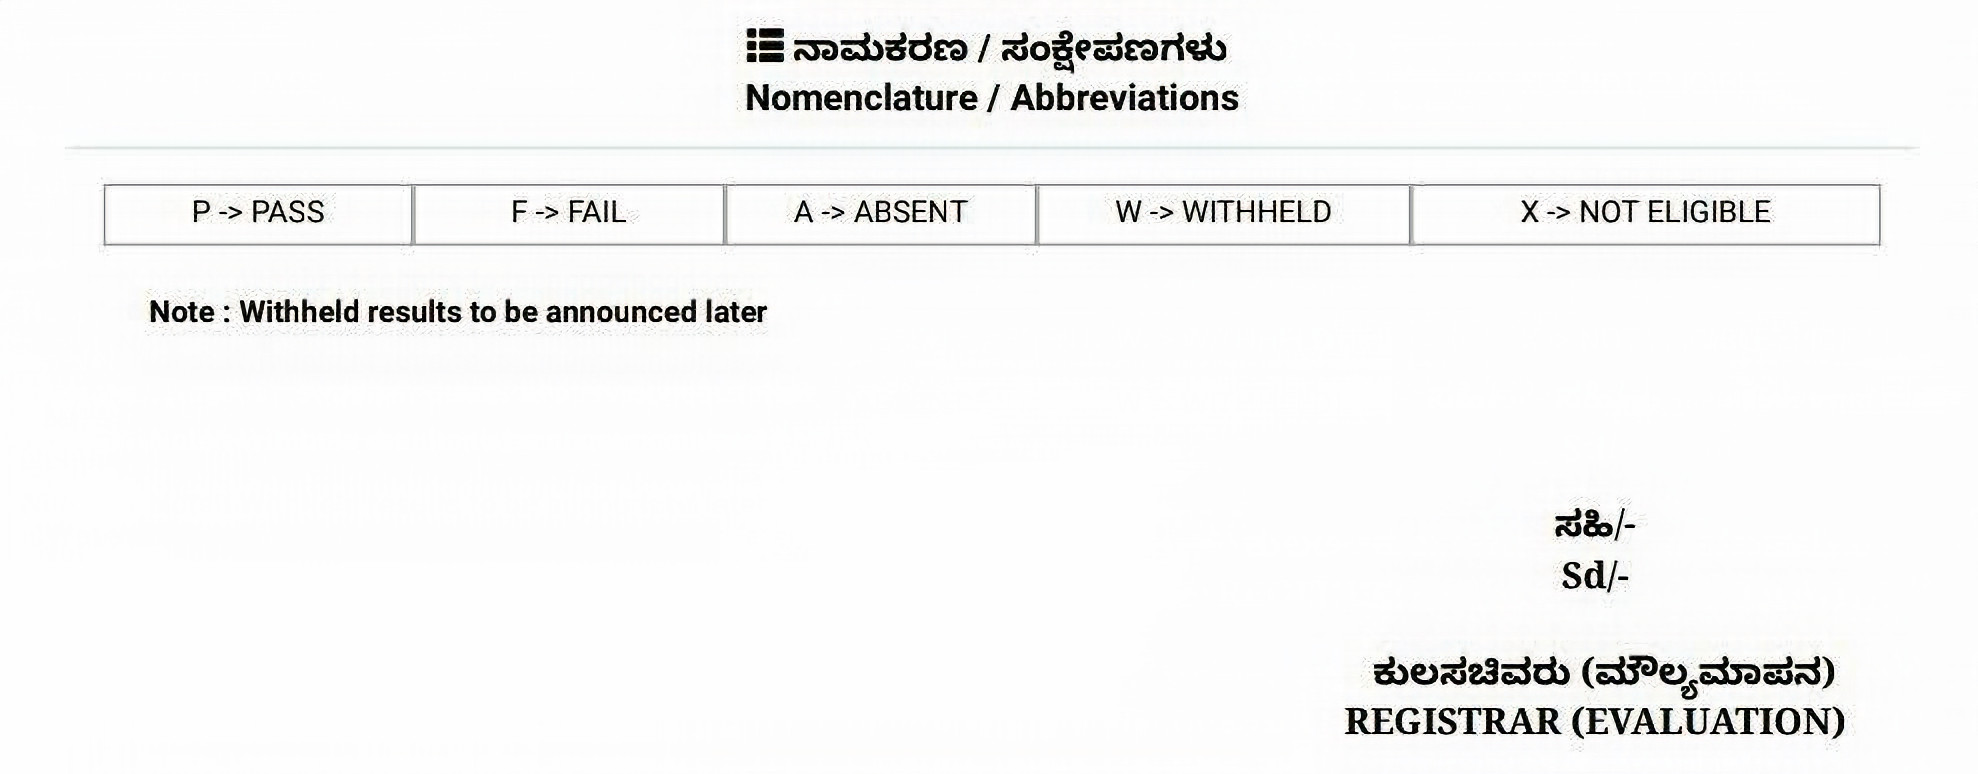 ನಾಮಕರಣ / ಸಂಕ್ಷೇಪಣಗಳು
Nomenclature / Abbreviations
P -> PASS F -> FAIL A -> ABSENT W -> WITHHELD X -> NOT ELIGIBLE
Note : Withheld results to be announced later
ಸಹಿ/-
Sd/-
ಕುಲಸಚಿವರು (ಮೌಲ್ಯಮಾಪನ)
REGISTRAR (EVALUATION)